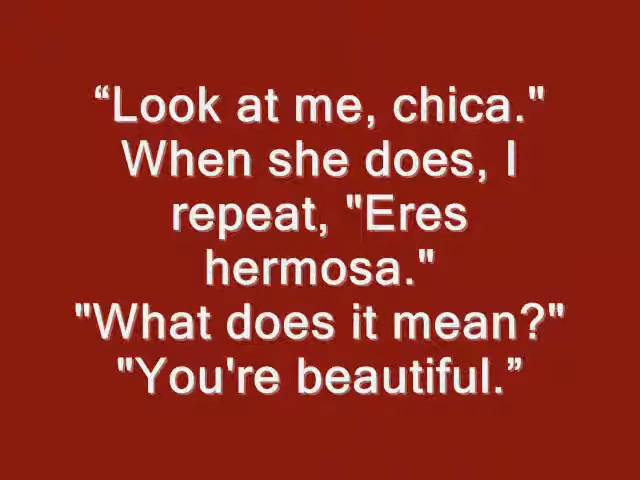 “Look at me, chica."
When she does, I
repeat, "Eres
hermosa."
"What does it mean?"
"You're beautiful.”